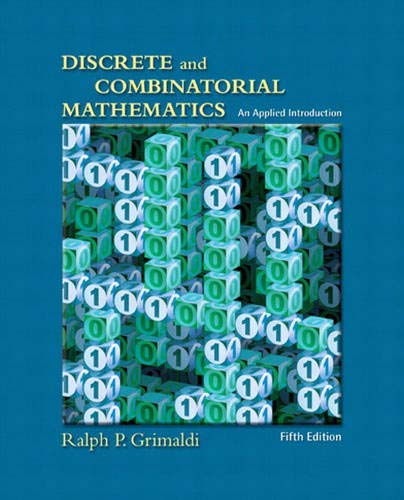 DISCRETE and
COMBINATORIAL
MATHEMATICS An Applied Introduction
Ralph P. Grimaldi Fifth Edition